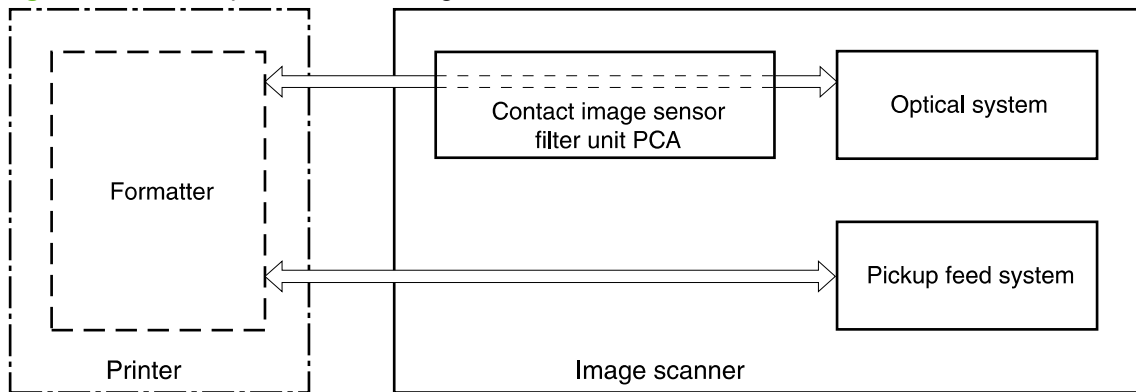 Contact image sensor
filter unit PCA
Optical system
Formatter
Pickup feed system
Printer
Image scanner